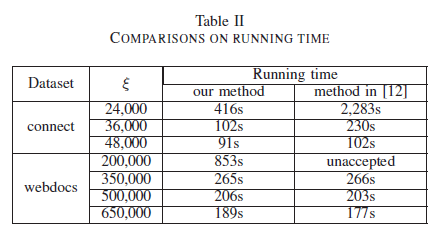 Table II
COMPARISONS ON RUNNING TIME
Dataset ξ Running time
our method method in [12]
connect 24,000 416s 2,283s
36,000 102s 230s
48,000 91s 102s
webdocs 200,000 853s unaccepted
350,000 265s 266s
500,000 206s 203s
650,000 189s 177s